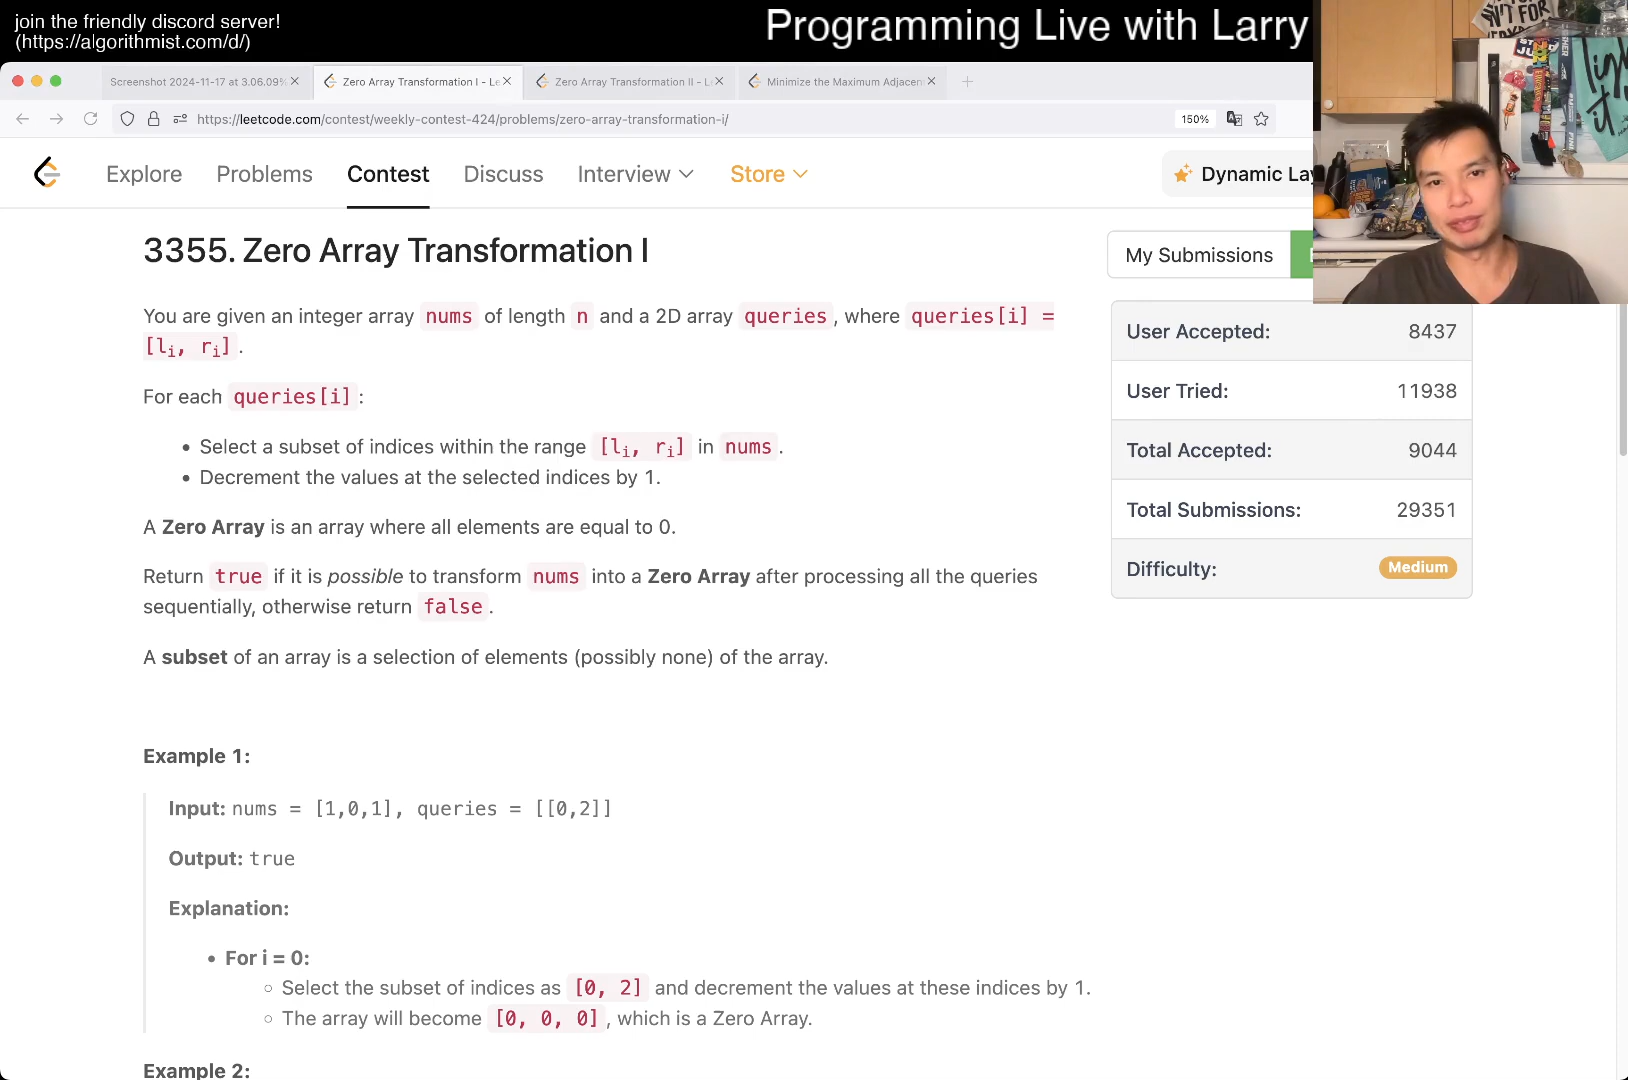 join the friendly discord server!
(https://algorithmist.com/d/)
Programming Live with Larry
Screenshot 2024-11-17 at 3.06.09
Zero Array Transformation I - Le
Zero Array Transformation II - L
Minimize the Maximum Adjacen
https://leetcode.com/contest/weekly-contest-424/problems/zero-array-transformation-i/
150%
Explore Problems Contest Discuss Interview Store
Dynamic Lay
3355. Zero Array Transformation I
My Submissions
You are given an integer array nums of length n and a 2D array queries, where queries[i] =
[li, ri].
For each queries[i]:
• Select a subset of indices within the range [li, ri] in nums.
• Decrement the values at the selected indices by 1.
A Zero Array is an array where all elements are equal to 0.
Return true if it is possible to transform nums into a Zero Array after processing all the queries
sequentially, otherwise return false.
A subset of an array is a selection of elements (possibly none) of the array.
User Accepted: 8437
User Tried: 11938
Total Accepted: 9044
Total Submissions: 29351
Difficulty: Medium
Example 1:
Input: nums = [1,0,1], queries = [[0,2]]
Output: true
Explanation:
• For i = 0:
◦ Select the subset of indices as [0, 2] and decrement the values at these indices by 1.
◦ The array will become [0, 0, 0], which is a Zero Array.
Example 2: